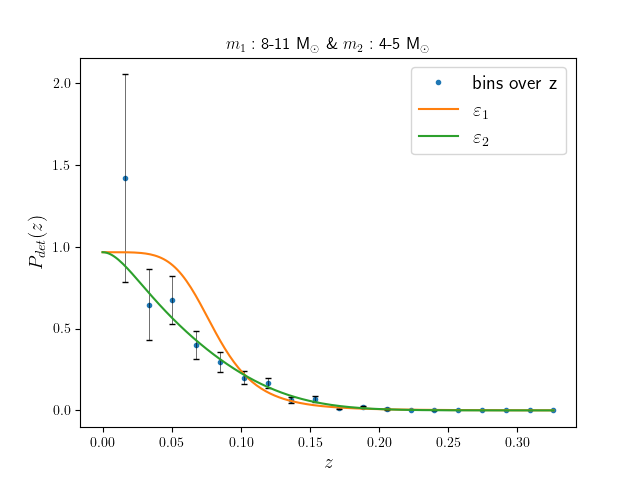 m₁ : 8-11 M⊙ & m₂ : 4-5 M⊙
bins over z
ε₁
ε₂
P_det(z)
2.0
1.5
1.0
0.5
0.0
0.00 0.05 0.10 0.15 0.20 0.25 0.30
z